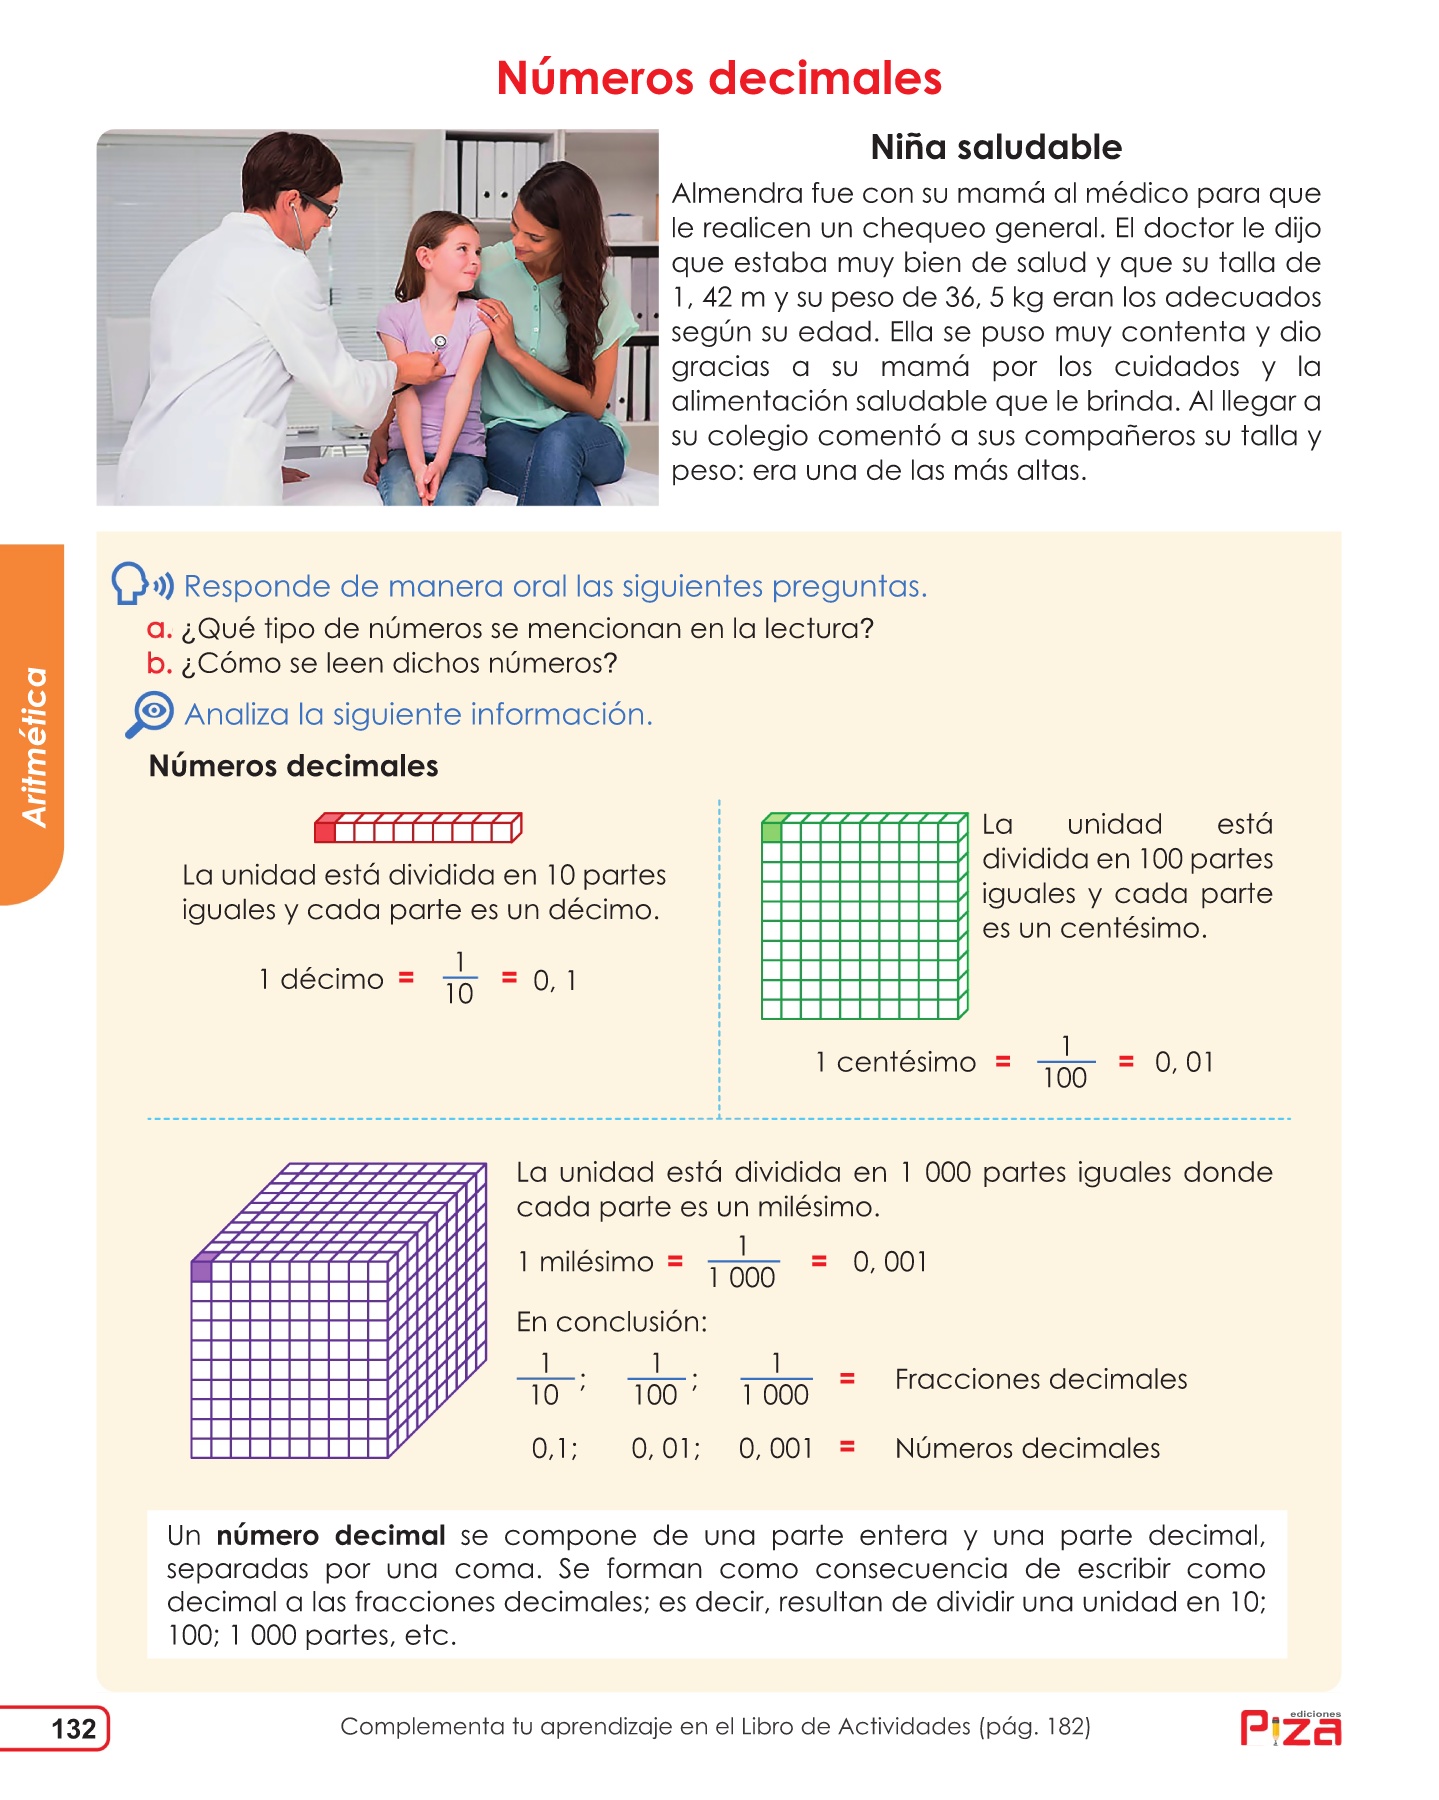 Números decimales
Niña saludable
Almendra fue con su mamá al médico para que
le realicen un chequeo general. El doctor le dijo
que estaba muy bien de salud y que su talla de
1, 42 m y su peso de 36, 5 kg eran los adecuados
según su edad. Ella se puso muy contenta y dio
gracias a su mamá por los cuidados y la
alimentación saludable que le brinda. Al llegar a
su colegio comentó a sus compañeros su talla y
peso: era una de las más altas.
Aritmética
Responde de manera oral las siguientes preguntas.
a. ¿Qué tipo de números se mencionan en la lectura?
b. ¿Cómo se leen dichos números?
Analiza la siguiente información.
Números decimales
La unidad está dividida en 10 partes
iguales y cada parte es un décimo.
1 décimo = 1/10 = 0, 1
La unidad está
dividida en 100 partes
iguales y cada parte
es un centésimo.
1 centésimo = 1/100 = 0, 01
La unidad está dividida en 1 000 partes iguales donde
cada parte es un milésimo.
1 milésimo = 1/1 000 = 0, 001
En conclusión:
1/10; 1/100; 1/1 000 = Fracciones decimales
0,1; 0, 01; 0, 001 = Números decimales
Un número decimal se compone de una parte entera y una parte decimal,
separadas por una coma. Se forman como consecuencia de escribir como
decimal a las fracciones decimales; es decir, resultan de dividir una unidad en 10;
100; 1 000 partes, etc.
132
Complementa tu aprendizaje en el Libro de Actividades (pág. 182)
ediciones
Piza